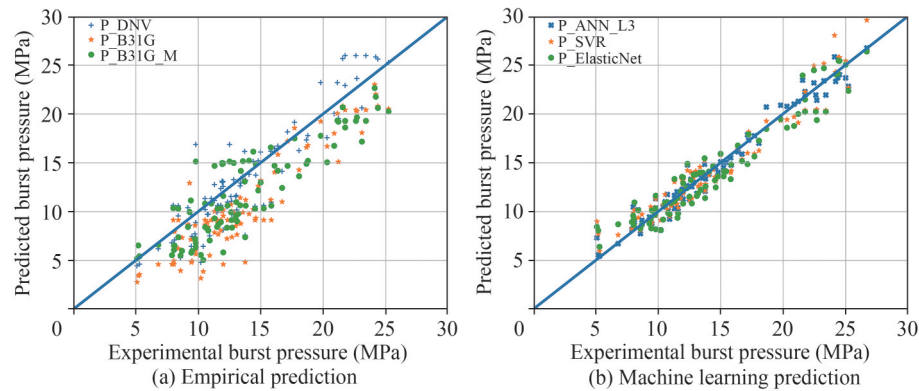 30
P_DNV
P_B31G
P_B31G_M
25
20
15
10
5
0
5
10
15
20
25
30
Predicted burst pressure (MPa)
Experimental burst pressure (MPa)
(a) Empirical prediction
30
P_ANN_L3
P_SVR
P_ElasticNet
25
20
15
10
5
0
5
10
15
20
25
30
Predicted burst pressure (MPa)
Experimental burst pressure (MPa)
(b) Machine learning prediction